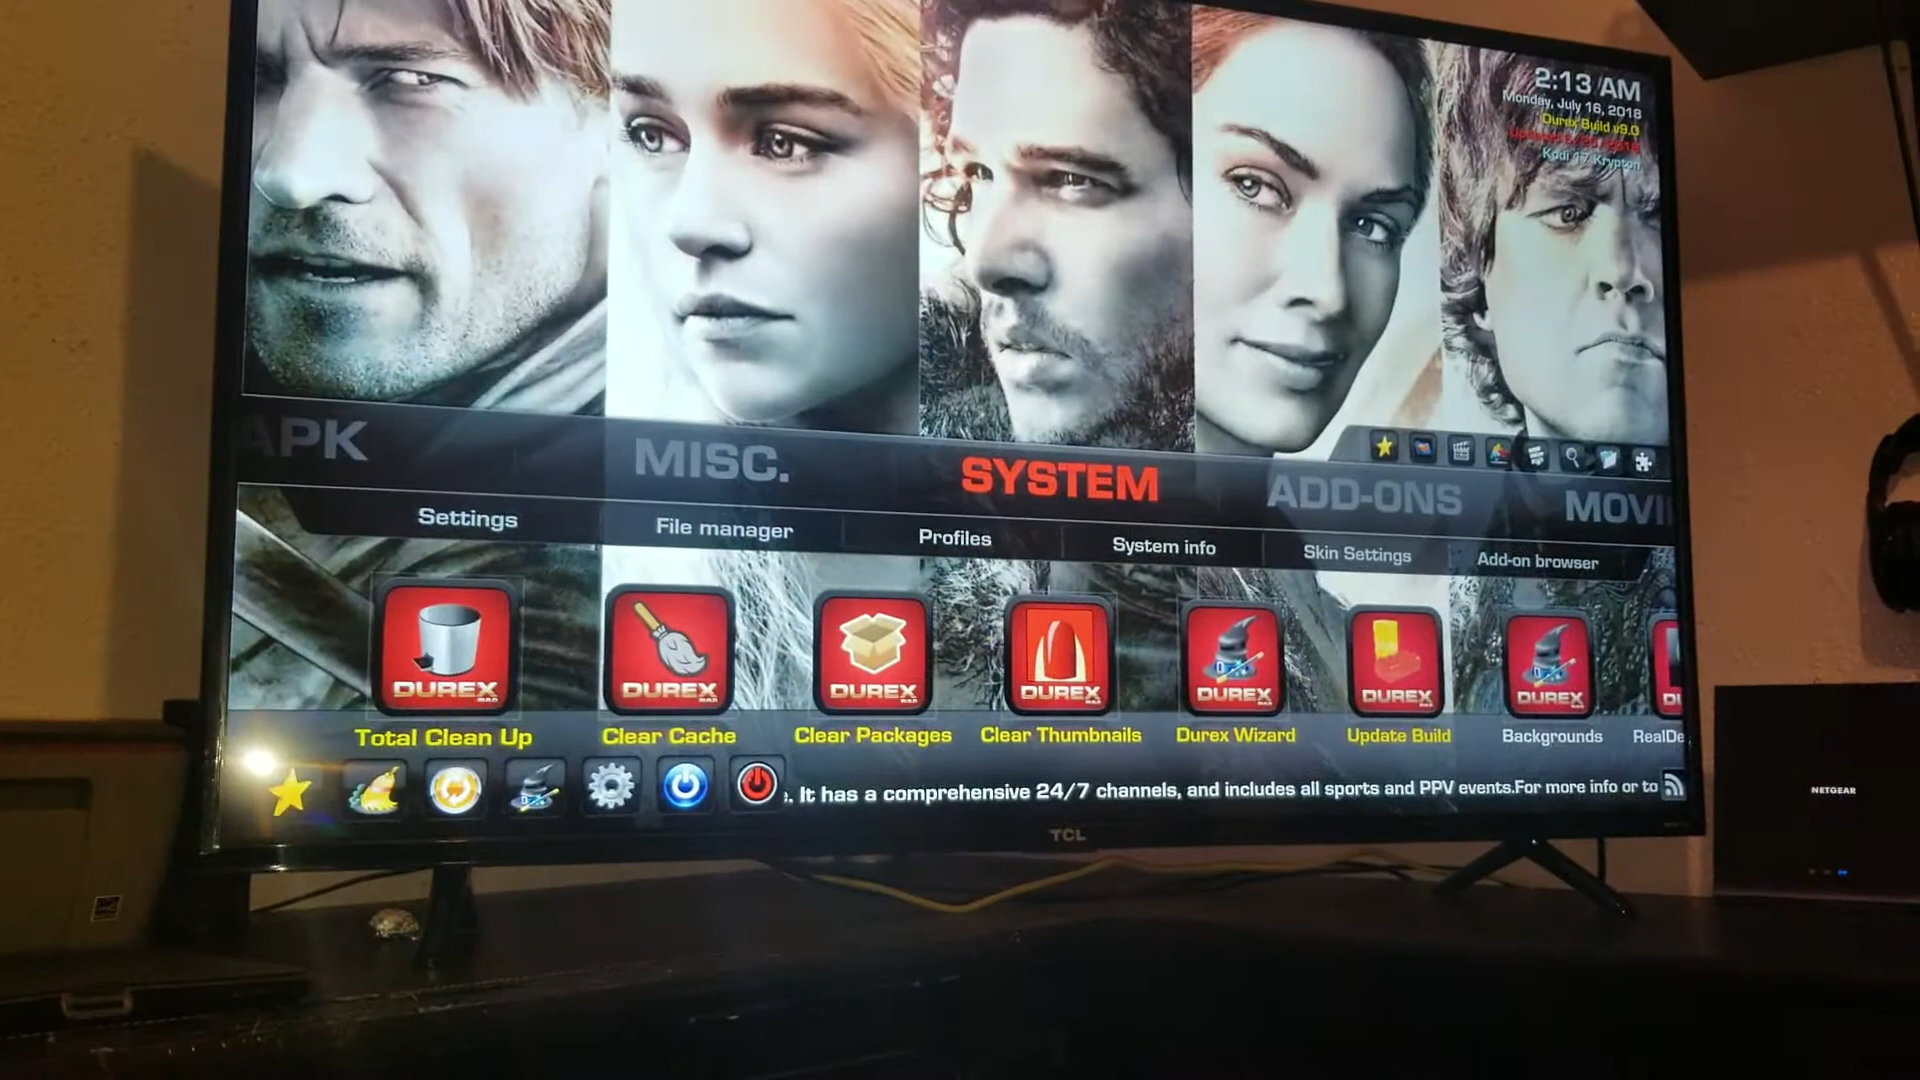 2:13 AM
Monday, July 16, 2018
Durex Build v9.0
Kodi 17 Krypton
APK
MISC.
SYSTEM
ADD-ONS
MOVI
Settings
File manager
Profiles
System info
Skin Settings
Add-on browser
DUREX
DUREX
DUREX
DUREX
DUREX
DUREX
DUREX
DU
Total Clean Up
Clear Cache
Clear Packages
Clear Thumbnails
Durex Wizard
Update Build
Backgrounds
RealDe
. It has a comprehensive 24/7 channels, and includes all sports and PPV events.For more info or to
TCL
NETGEAR